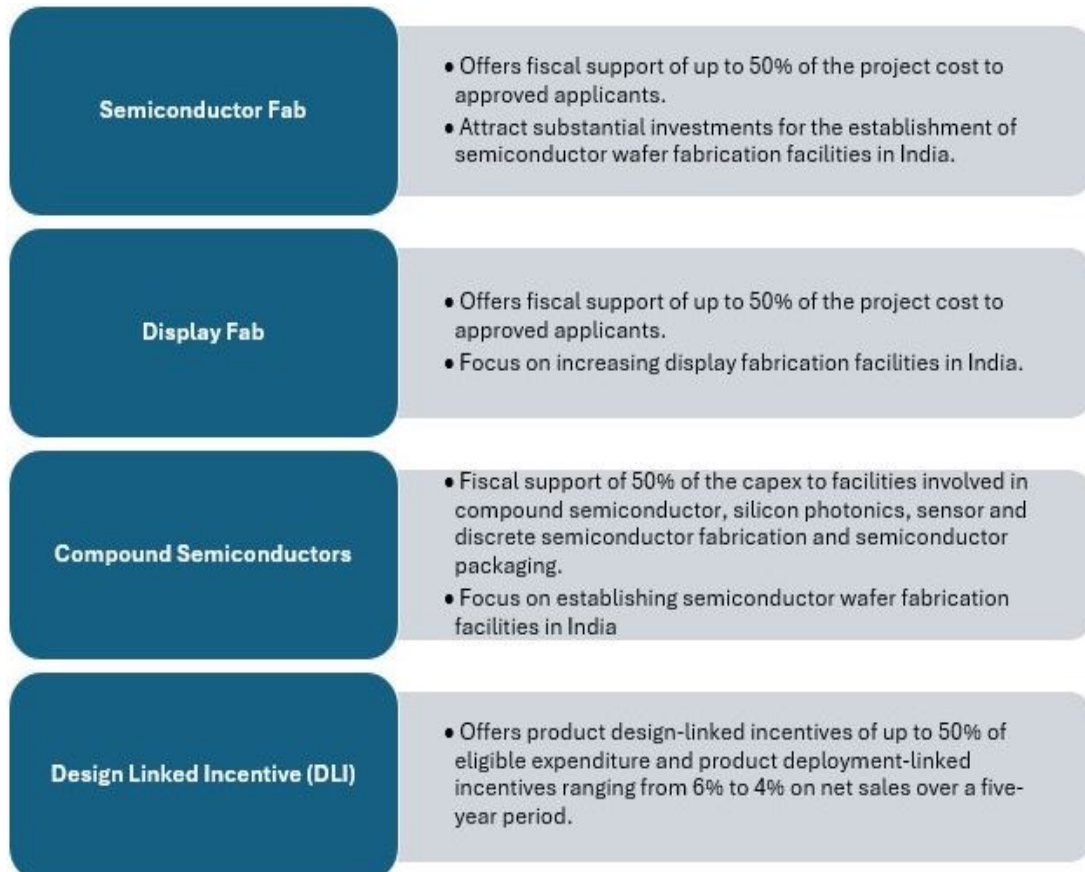 Semiconductor Fab
• Offers fiscal support of up to 50% of the project cost to
approved applicants.
• Attract substantial investments for the establishment of
semiconductor wafer fabrication facilities in India.
Display Fab
• Offers fiscal support of up to 50% of the project cost to
approved applicants.
• Focus on increasing display fabrication facilities in India.
Compound Semiconductors
• Fiscal support of 50% of the capex to facilities involved in
compound semiconductor, silicon photonics, sensor and
discrete semiconductor fabrication and semiconductor
packaging.
• Focus on establishing semiconductor wafer fabrication
facilities in India
Design Linked Incentive (DLI)
• Offers product design-linked incentives of up to 50% of
eligible expenditure and product deployment-linked
incentives ranging from 6% to 4% on net sales over a five-
year period.